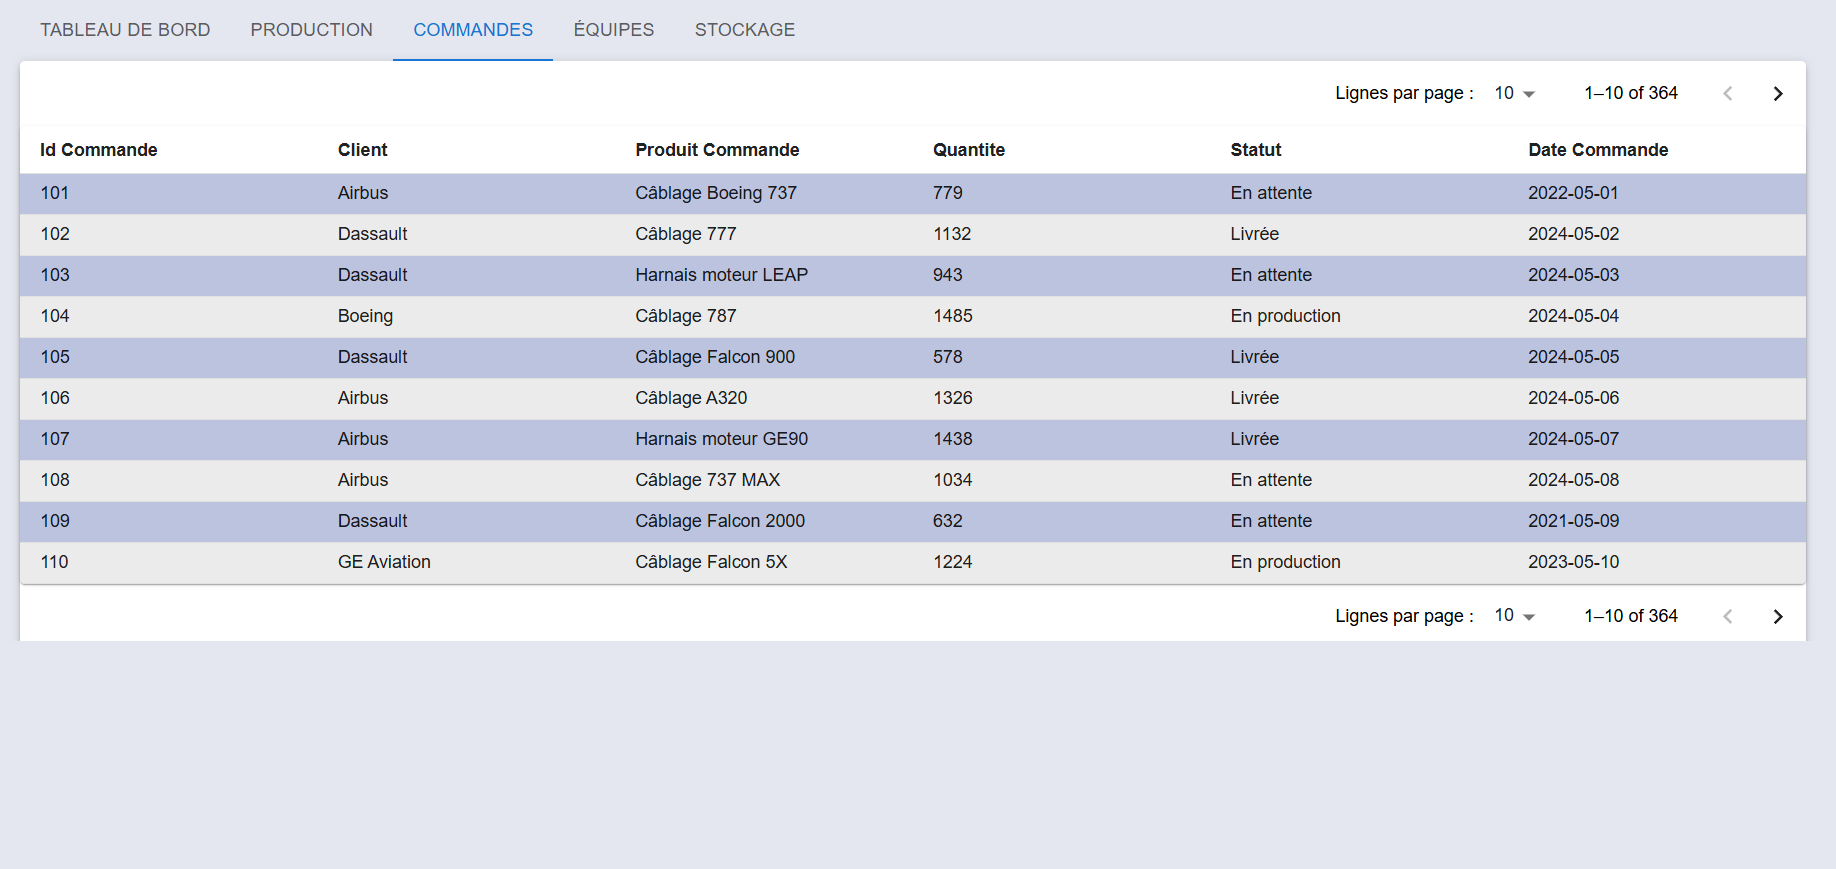 TABLEAU DE BORD PRODUCTION COMMANDES ÉQUIPES STOCKAGE
Lignes par page : 10 1–10 of 364
Id Commande Client Produit Commande Quantite Statut Date Commande
101 Airbus Câblage Boeing 737 779 En attente 2022-05-01
102 Dassault Câblage 777 1132 Livrée 2024-05-02
103 Dassault Harnais moteur LEAP 943 En attente 2024-05-03
104 Boeing Câblage 787 1485 En production 2024-05-04
105 Dassault Câblage Falcon 900 578 Livrée 2024-05-05
106 Airbus Câblage A320 1326 Livrée 2024-05-06
107 Airbus Harnais moteur GE90 1438 Livrée 2024-05-07
108 Airbus Câblage 737 MAX 1034 En attente 2024-05-08
109 Dassault Câblage Falcon 2000 632 En attente 2021-05-09
110 GE Aviation Câblage Falcon 5X 1224 En production 2023-05-10
Lignes par page : 10 1–10 of 364